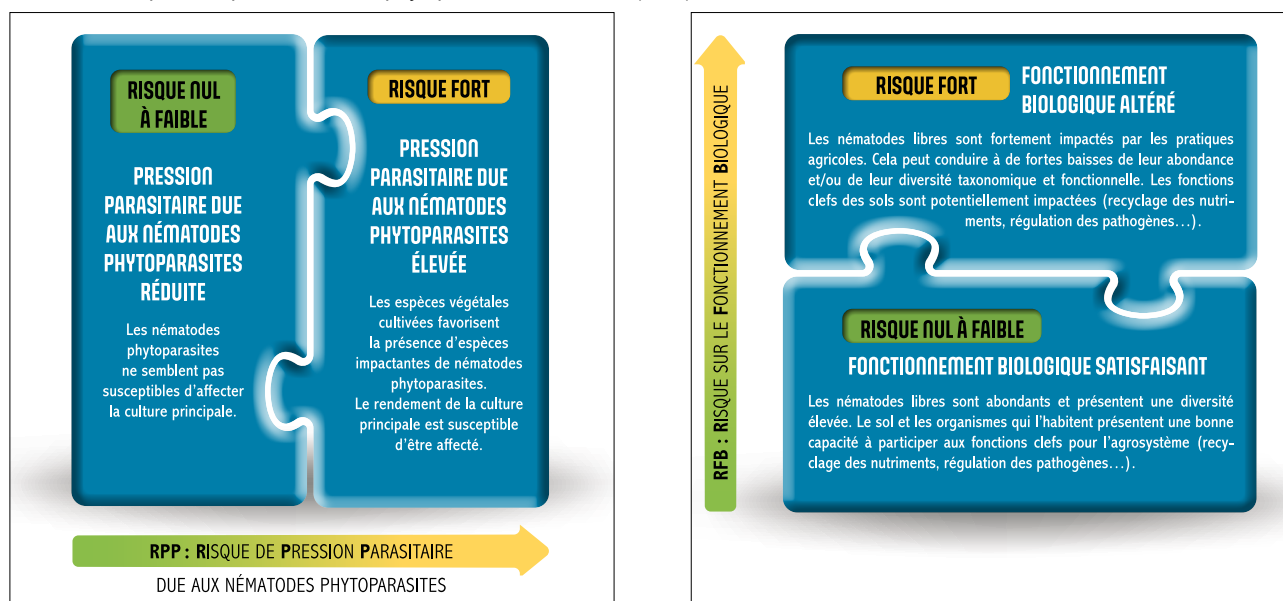 RISQUE NUL
À FAIBLE
PRESSION
PARASITAIRE DUE
AUX NÉMATODES
PHYTOPARASITES
RÉDUITE
Les nématodes
phytoparasites
ne semblent pas
susceptibles d'affecter
la culture principale.
RISQUE FORT
PRESSION
PARASITAIRE DUE
AUX NÉMATODES
PHYTOPARASITES
ÉLEVÉE
Les espèces végétales
cultivées favorisent
la présence d'espèces
impactantes de nématodes
phytoparasites.
Le rendement de la culture
principale est susceptible
d'être affecté.
RPP : RISQUE DE PRESSION PARASITAIRE
DUE AUX NÉMATODES PHYTOPARASITES
RFB : RISQUE SUR LE FONCTIONNEMENT BIOLOGIQUE
RISQUE FORT
FONCTIONNEMENT
BIOLOGIQUE ALTÉRÉ
Les nématodes libres sont fortement impactés par les pratiques
agricoles. Cela peut conduire à de fortes baisses de leur abondance
et/ou de leur diversité taxonomique et fonctionnelle. Les fonctions
clefs des sols sont potentiellement impactées (recyclage des nutri-
ments, régulation des pathogènes...).
RISQUE NUL À FAIBLE
FONCTIONNEMENT BIOLOGIQUE SATISFAISANT
Les nématodes libres sont abondants et présentent une diversité
élevée. Le sol et les organismes qui l'habitent présentent une bonne
capacité à participer aux fonctions clefs pour l'agrosystème (recy-
clage des nutriments, régulation des pathogènes...).